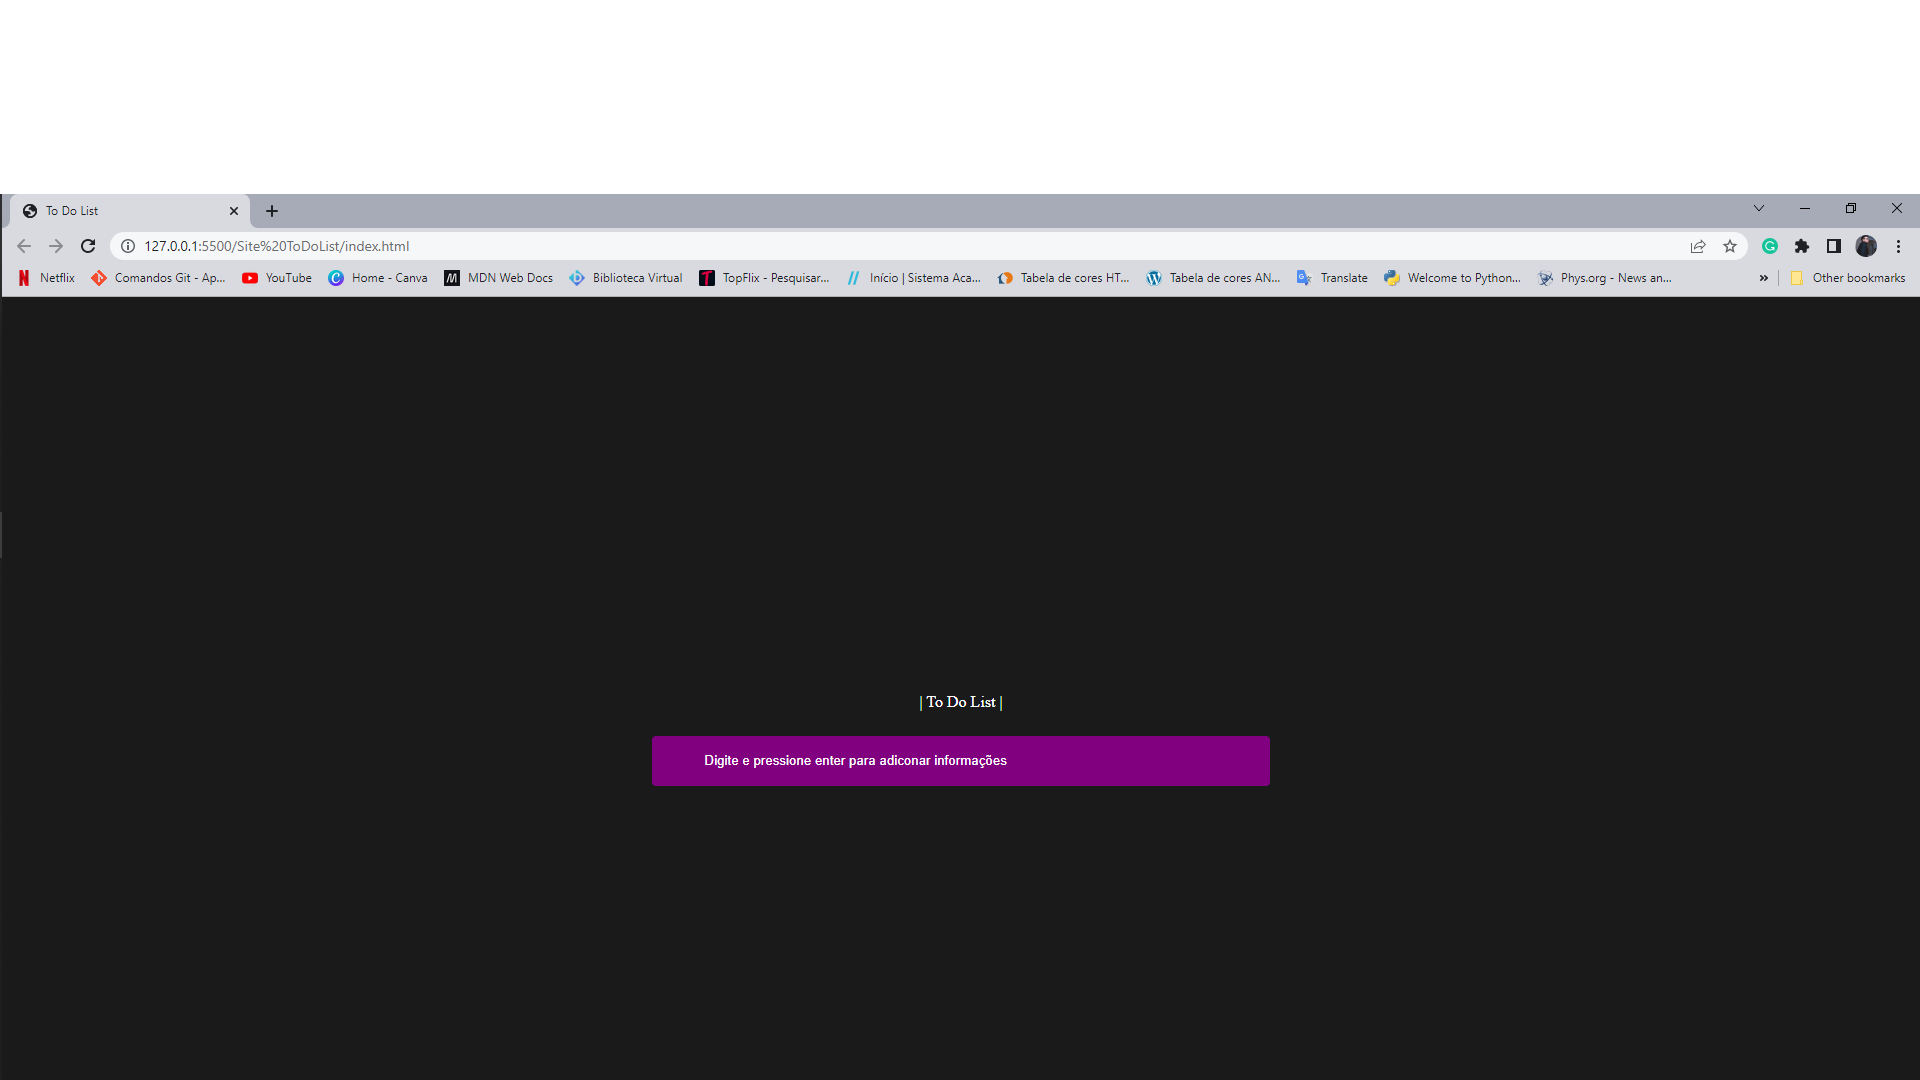 To Do List
127.0.0.1:5500/Site%20ToDoList/index.html
Netflix Comandos Git - Ap... YouTube Home - Canva MDN Web Docs Biblioteca Virtual TopFlix - Pesquisar... Início | Sistema Aca... Tabela de cores HT... Tabela de cores AN... Translate Welcome to Python... Phys.org - News an... » Other bookmarks
| To Do List |
Digite e pressione enter para adiconar informações